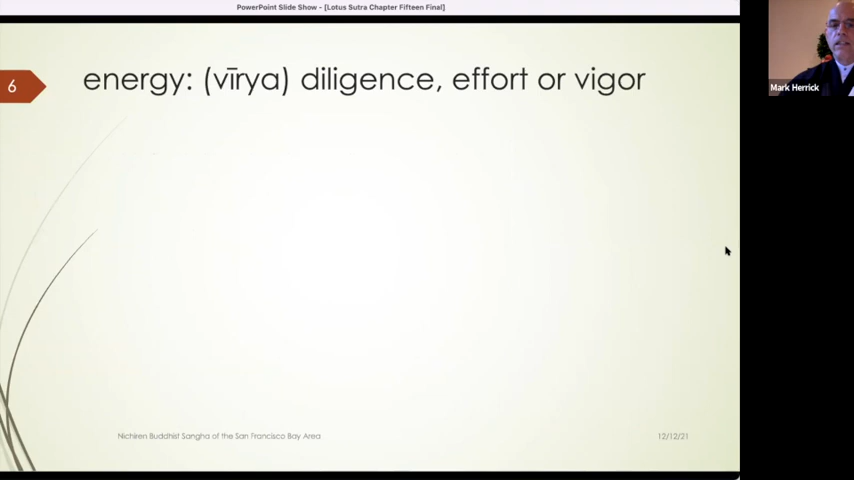 PowerPoint Slide Show - [Lotus Sutra Chapter Fifteen Final]
6
energy: (vīrya) diligence, effort or vigor
Mark Herrick
Nichiren Buddhist Sangha of the San Francisco Bay Area
12/12/21